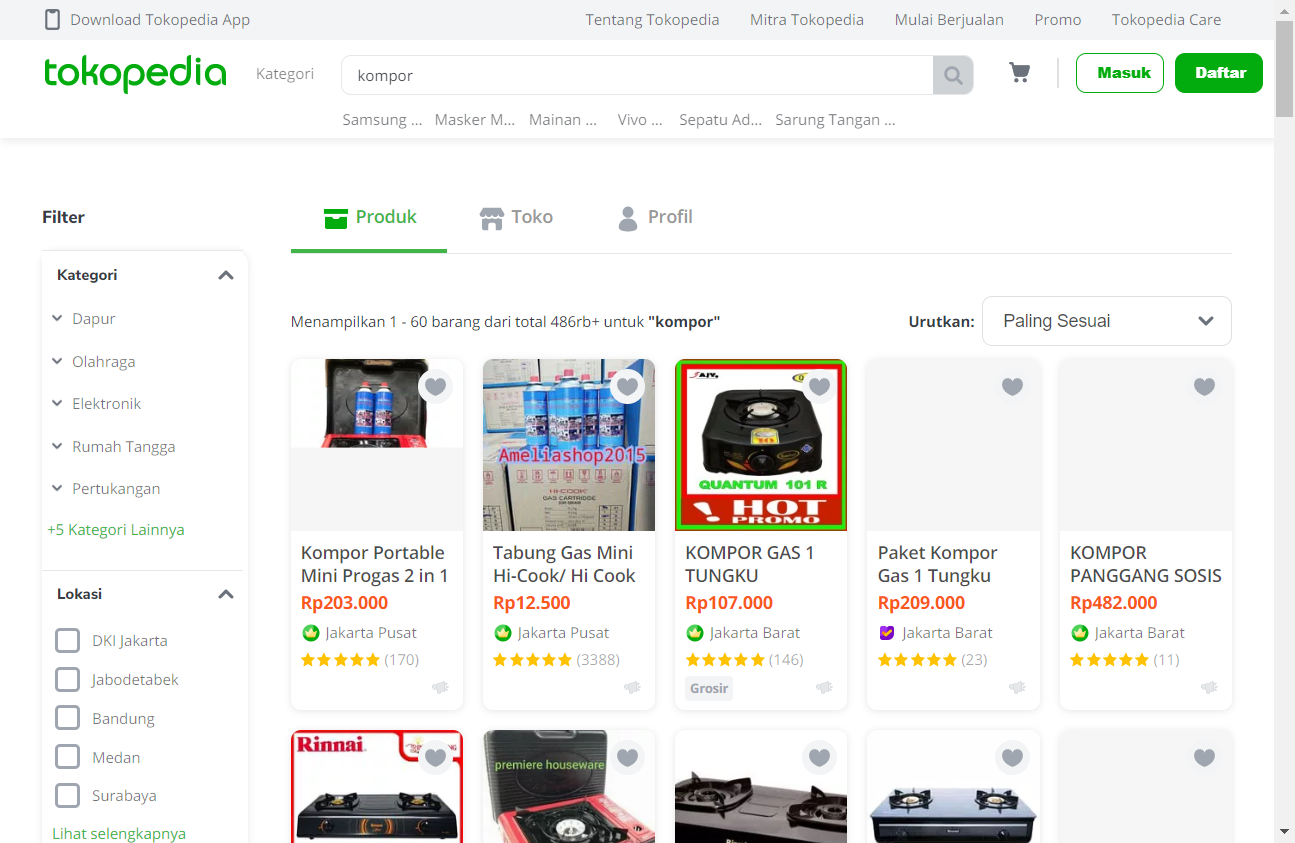 Download Tokopedia App
Tentang Tokopedia
Mitra Tokopedia
Mulai Berjualan
Promo
Tokopedia Care
tokopedia
Kategori
kompor
Masuk
Daftar
Samsung ...
Masker M...
Mainan ...
Vivo ...
Sepatu Ad...
Sarung Tangan ...
Filter
Produk
Toko
Profil
Kategori
Dapur
Olahraga
Elektronik
Rumah Tangga
Pertukangan
+5 Kategori Lainnya
Lokasi
DKI Jakarta
Jabodetabek
Bandung
Medan
Surabaya
Lihat selengkapnya
Menampilkan 1 - 60 barang dari total 486rb+ untuk "kompor"
Urutkan:
Paling Sesuai
Kompor Portable
Mini Progas 2 in 1
Rp203.000
Jakarta Pusat
(170)
Ameliashop2015
HI-COOK
GAS CARTRIDGE
Tabung Gas Mini
Hi-Cook/ Hi Cook
Rp12.500
Jakarta Pusat
(3388)
QUANTUM 101 R
HOT
PROMO
KOMPOR GAS 1
TUNGKU
Rp107.000
Jakarta Barat
(146)
Grosir
Paket Kompor
Gas 1 Tungku
Rp209.000
Jakarta Barat
(23)
KOMPOR
PANGGANG SOSIS
Rp482.000
Jakarta Barat
(11)
Rinnai
premiere houseware
Rinnai